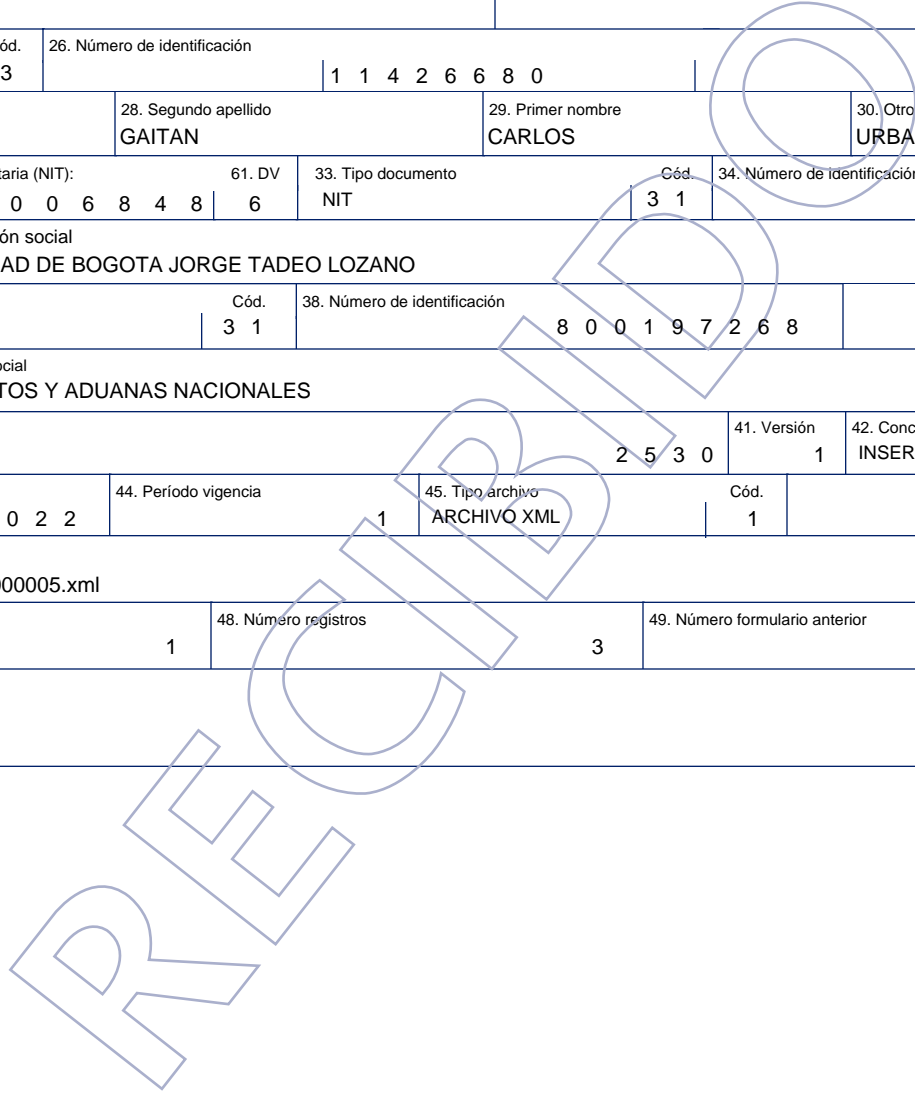 ód. 26. Número de identificación
3 1 1 4 2 6 6 8 0
28. Segundo apellido 29. Primer nombre 30. Otro
GAITAN CARLOS URBA
taria (NIT): 61. DV 33. Tipo documento Cód. 34. Número de identificación
0 0 6 8 4 8 6 NIT 3 1
ón social
AD DE BOGOTA JORGE TADEO LOZANO
Cód. 38. Número de identificación
3 1 8 0 0 1 9 7 2 6 8
ocial
TOS Y ADUANAS NACIONALES
41. Versión 42. Conc
2 5 3 0 1 INSER
44. Período vigencia 45. Tipo archivo Cód.
0 2 2 1 ARCHIVO XML 1
000005.xml
48. Número registros 49. Número formulario anterior
1 3
RECIBIDO